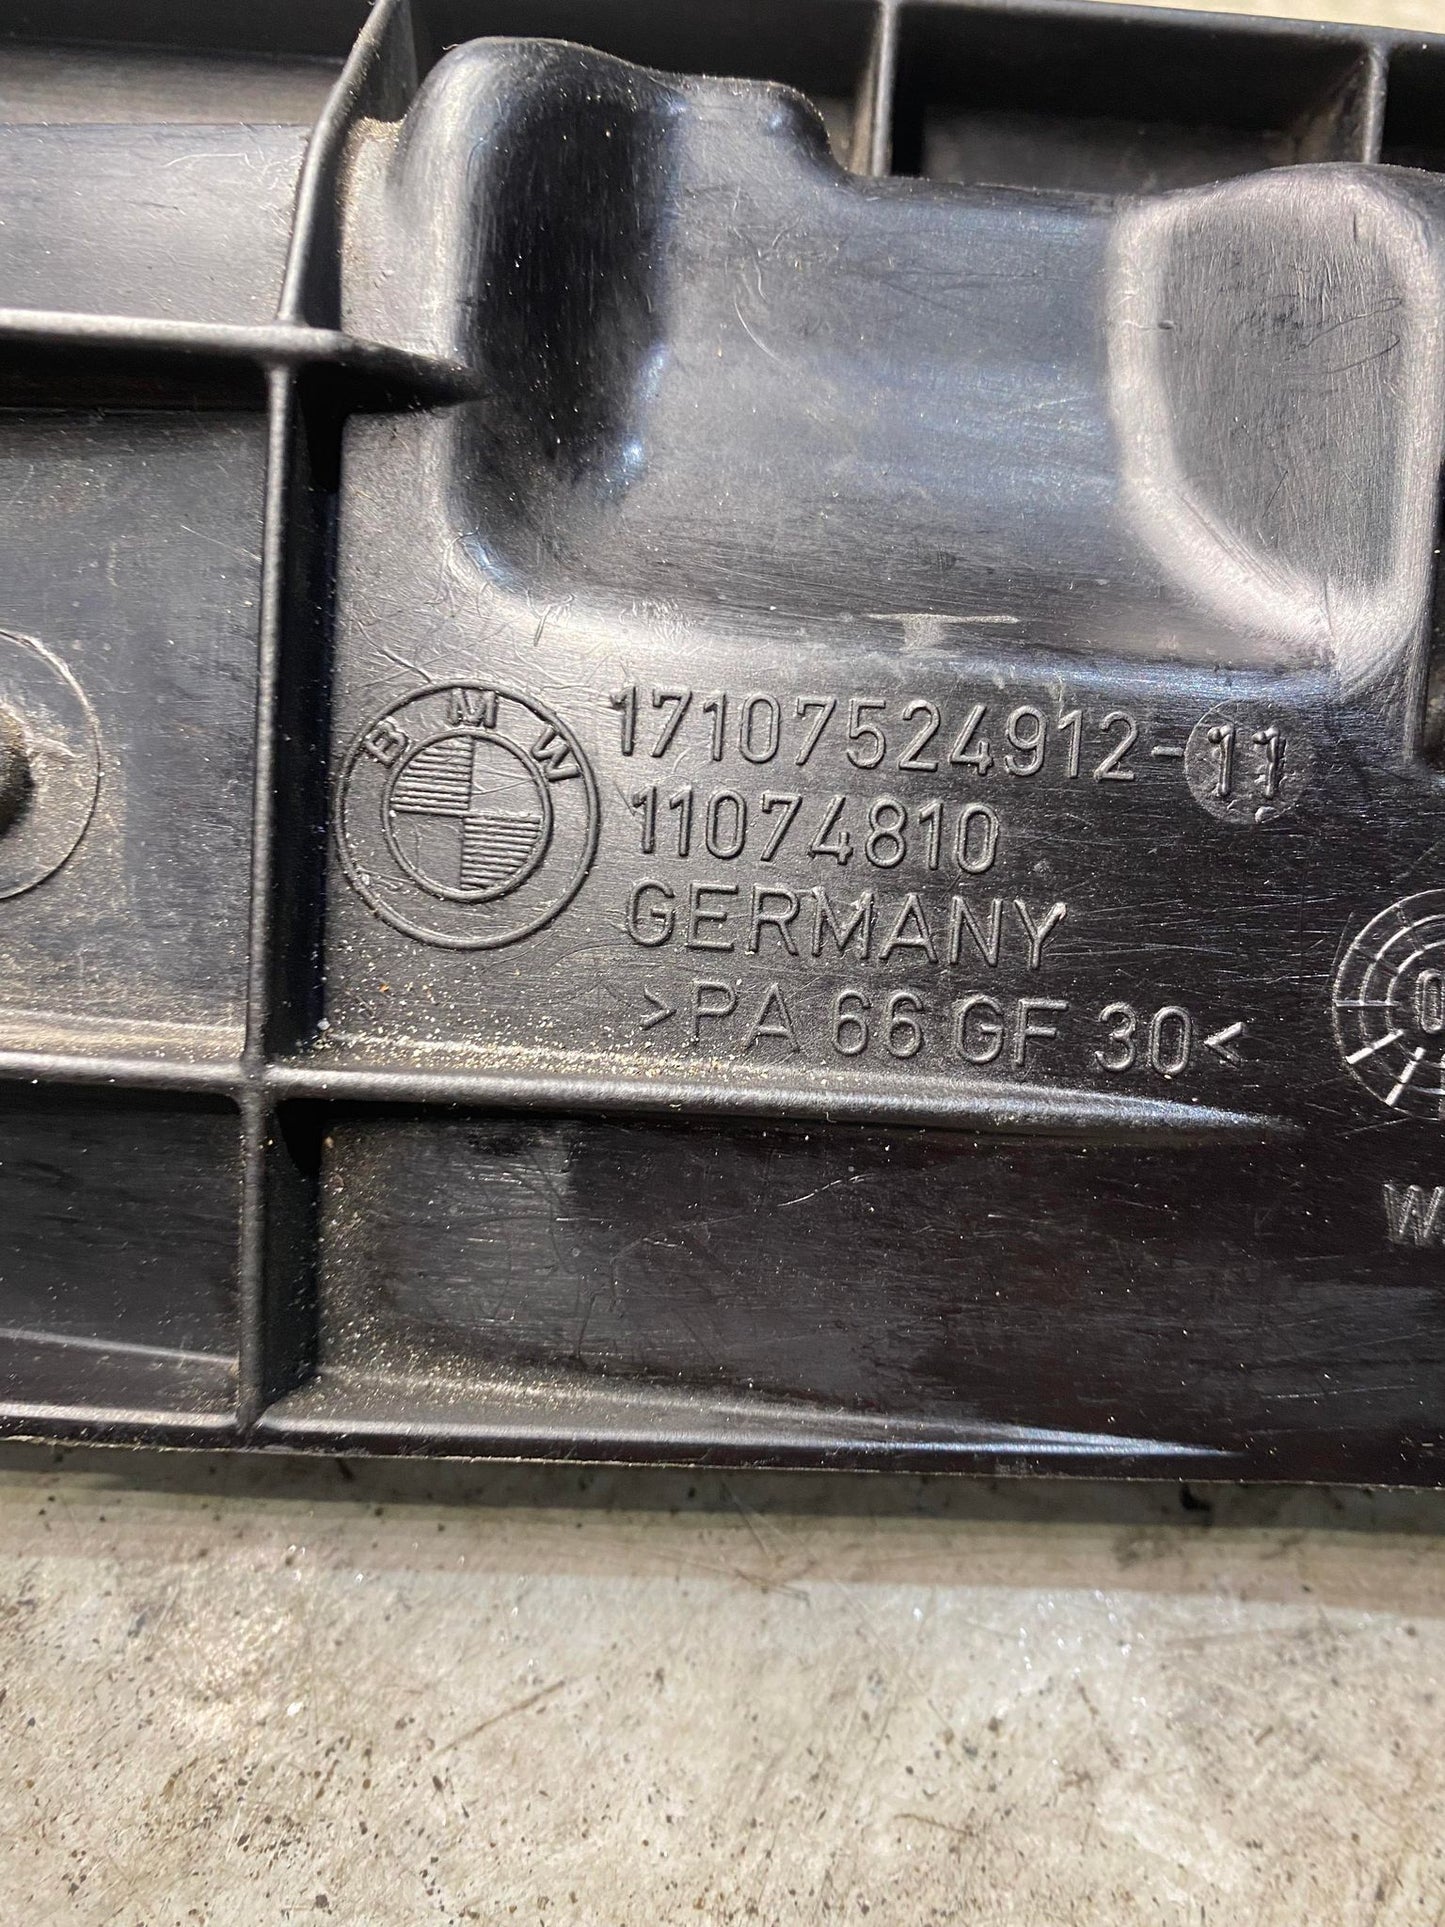 BMW
17107524912-11
11074810
GERMANY
>PA 66 GF 30<